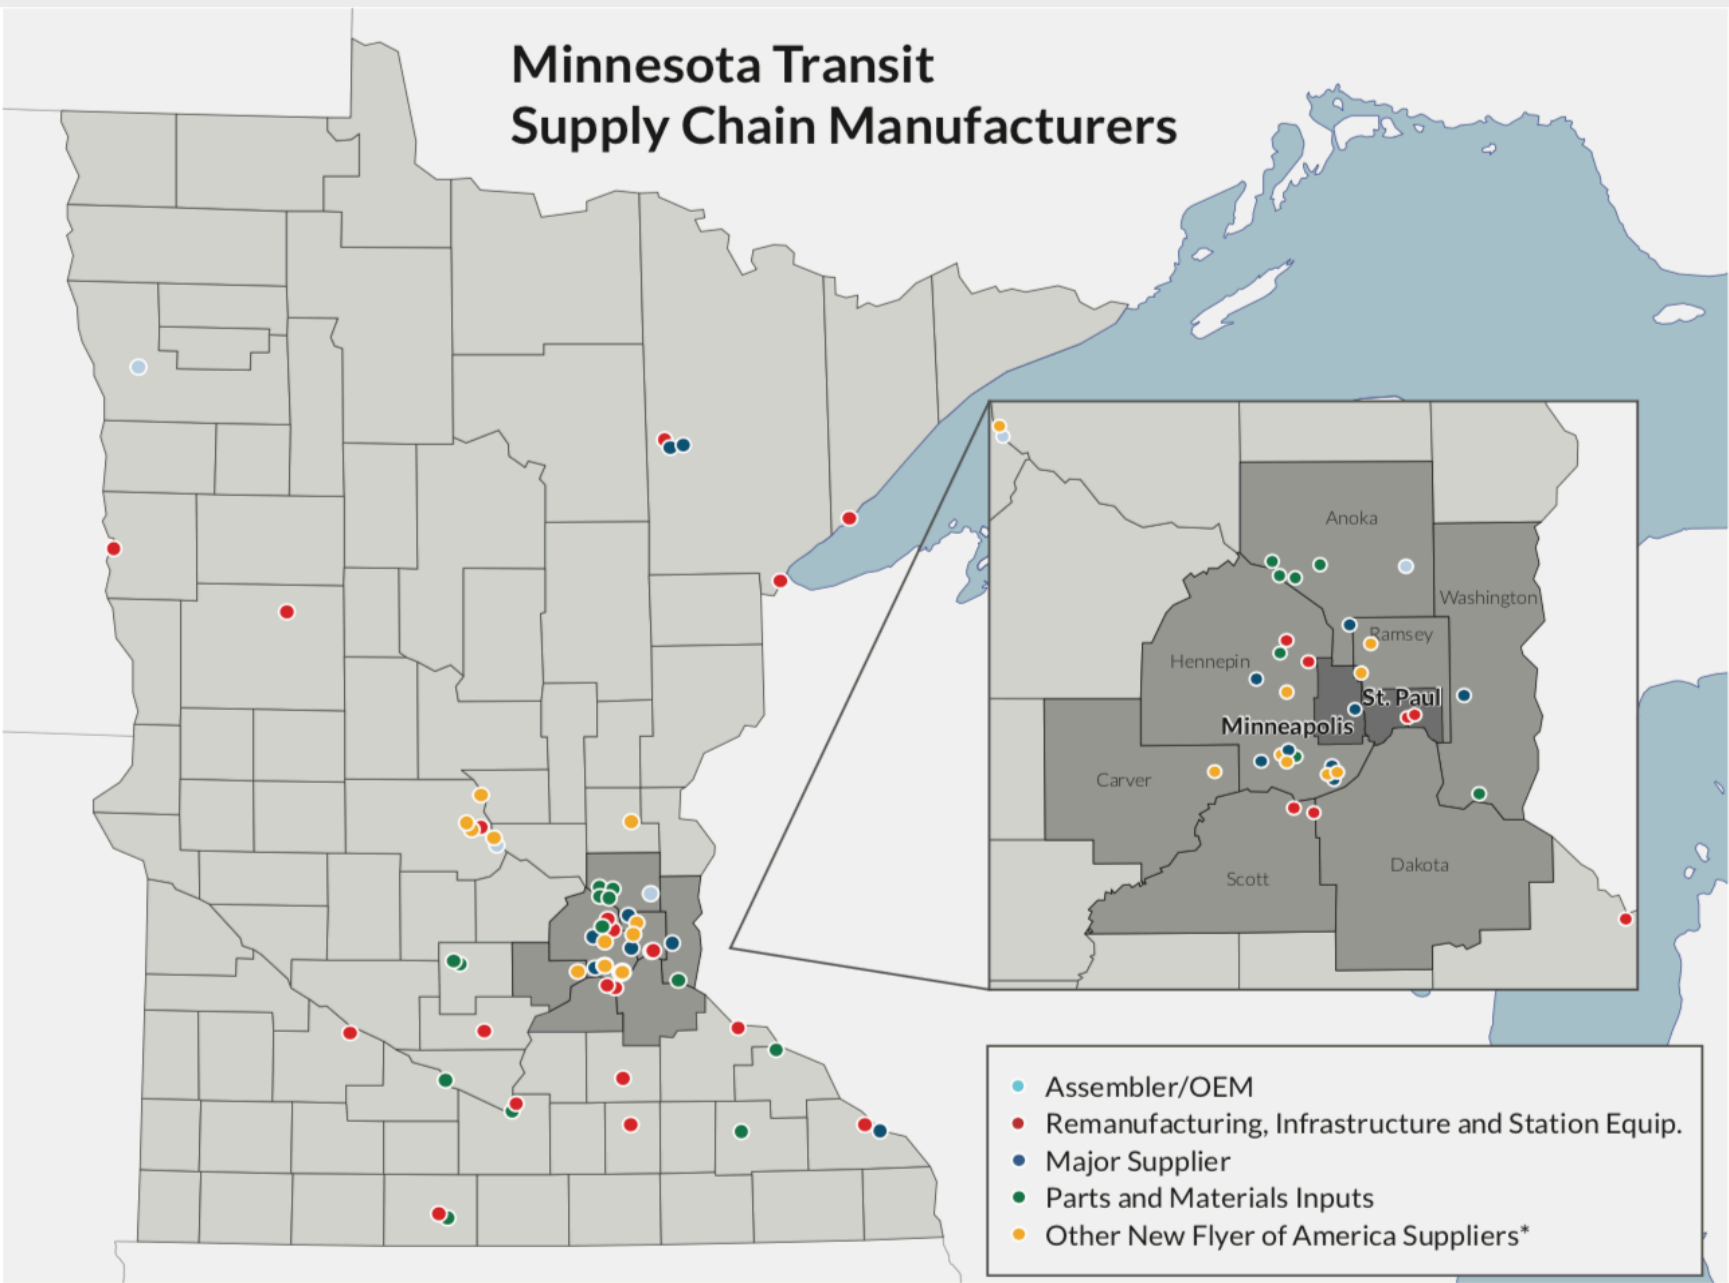 Minnesota Transit
Supply Chain Manufacturers
Anoka
Washington
Ramsey
Hennepin
St. Paul
Minneapolis
Carver
Scott
Dakota
Assembler/OEM
Remanufacturing, Infrastructure and Station Equip.
Major Supplier
Parts and Materials Inputs
Other New Flyer of America Suppliers*